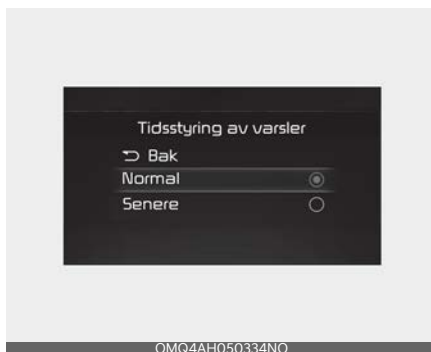 Tidsstyring av varsler
Bak
Normal
Senere
OMQ4AH050334NO